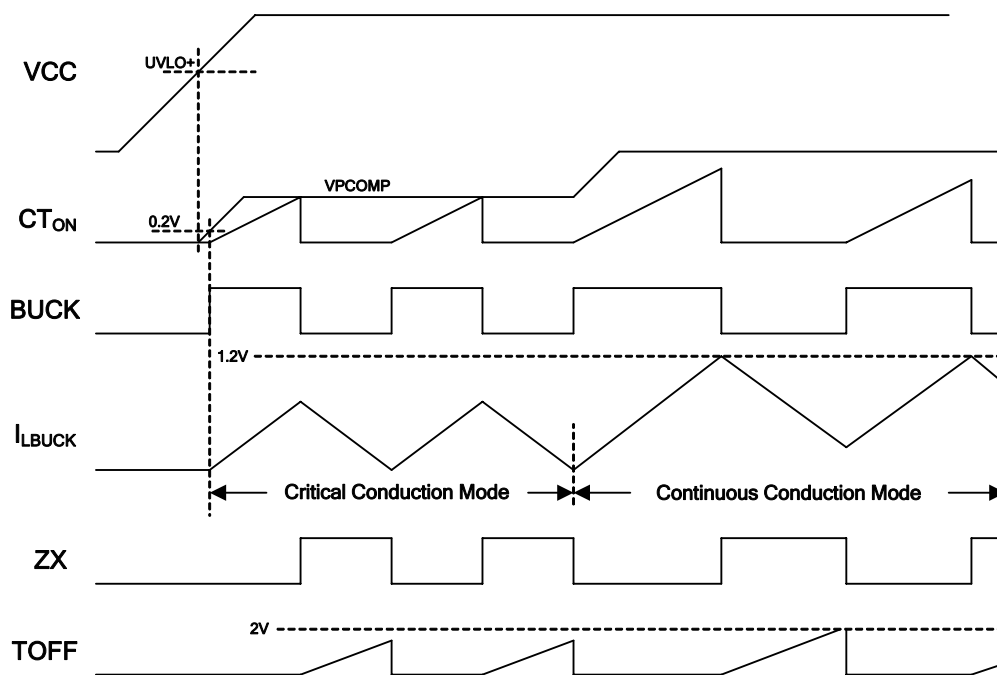 VCC
UVLO+
CTON
0.2V
VPCOMP
BUCK
1.2V
ILBUCK
Critical Conduction Mode
Continuous Conduction Mode
ZX
TOFF
2V